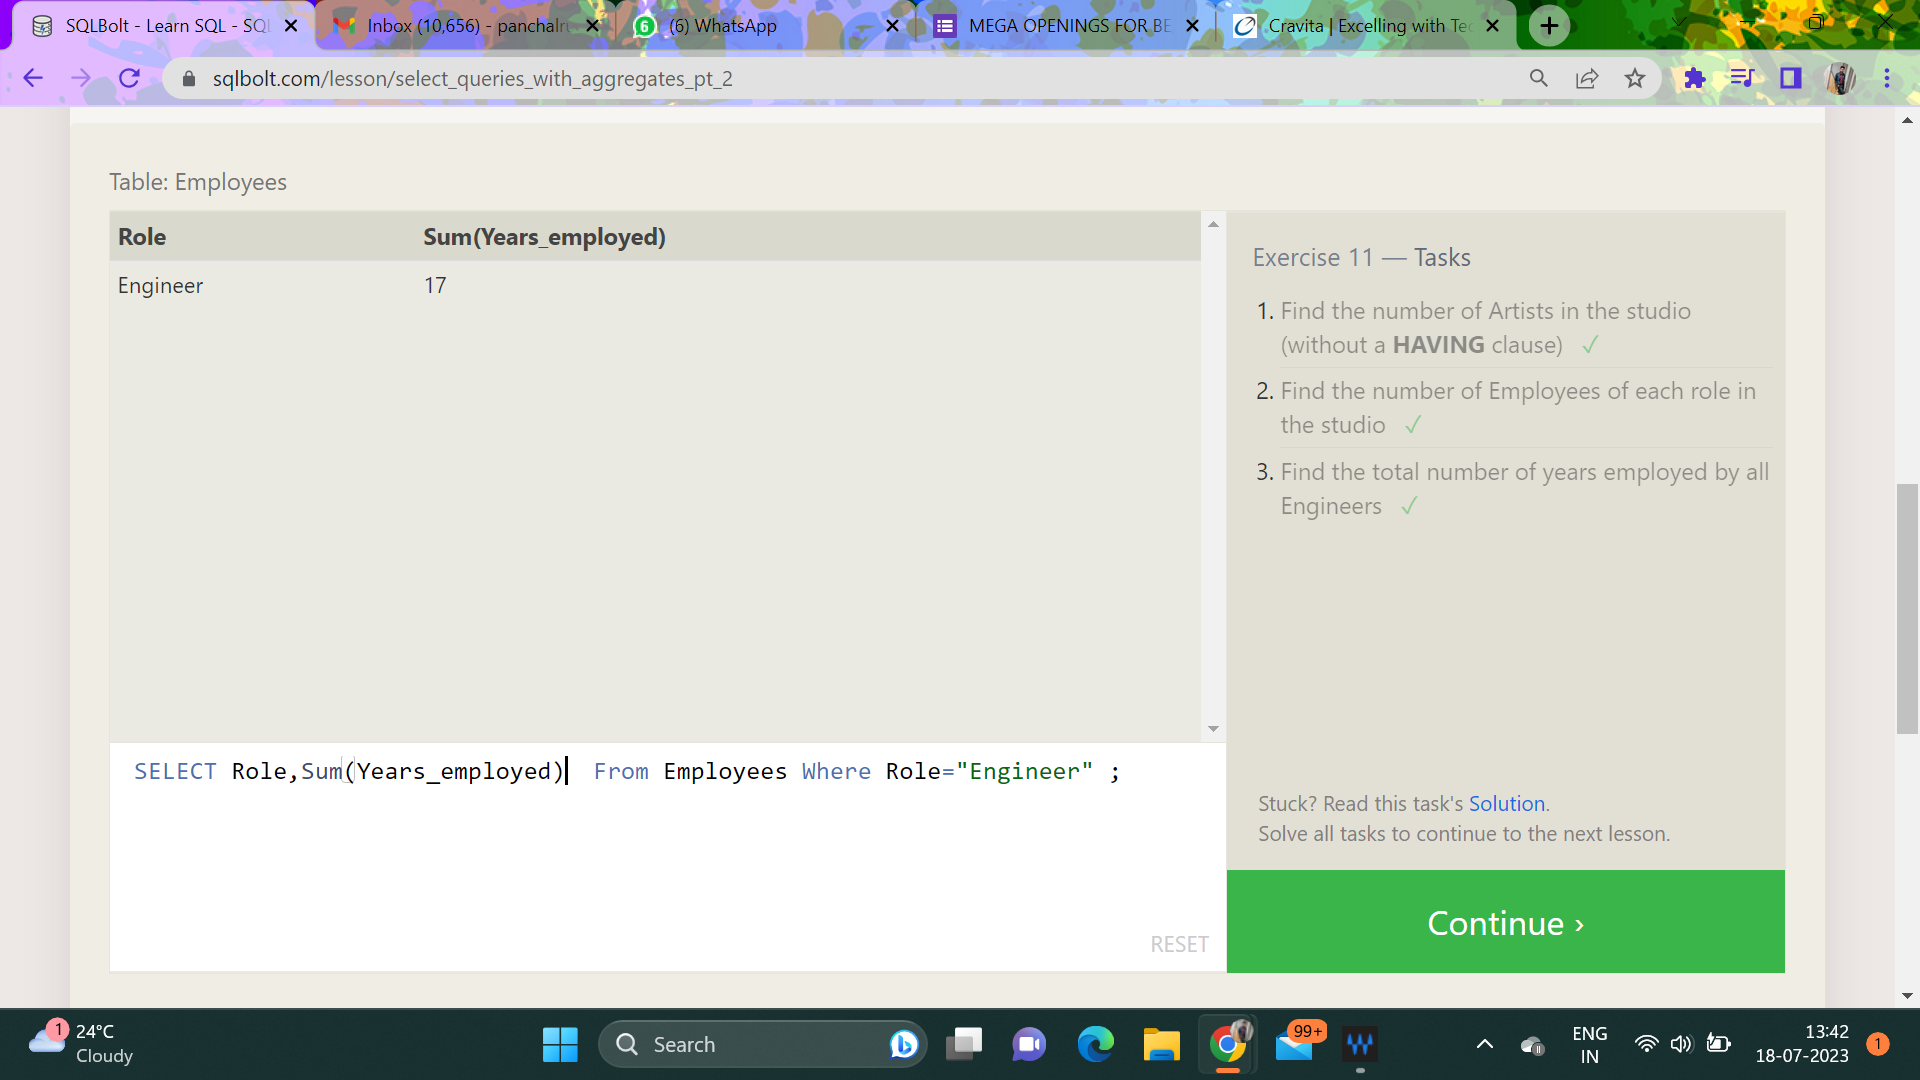 SQLBolt - Learn SQL - SQL
Inbox (10,656) - panchalr
(6) WhatsApp
MEGA OPENINGS FOR BE
Cravita | Excelling with Tec
sqlbolt.com/lesson/select_queries_with_aggregates_pt_2
Table: Employees
Role Sum(Years_employed)
Engineer 17
Exercise 11 — Tasks
1. Find the number of Artists in the studio
(without a HAVING clause) ✓
2. Find the number of Employees of each role in
the studio ✓
3. Find the total number of years employed by all
Engineers ✓
SELECT Role,Sum(Years_employed) From Employees Where Role="Engineer" ;
RESET
Stuck? Read this task's Solution.
Solve all tasks to continue to the next lesson.
Continue ›
1
24°C
Cloudy
Search
99+
ENG
IN
13:42
18-07-2023
1